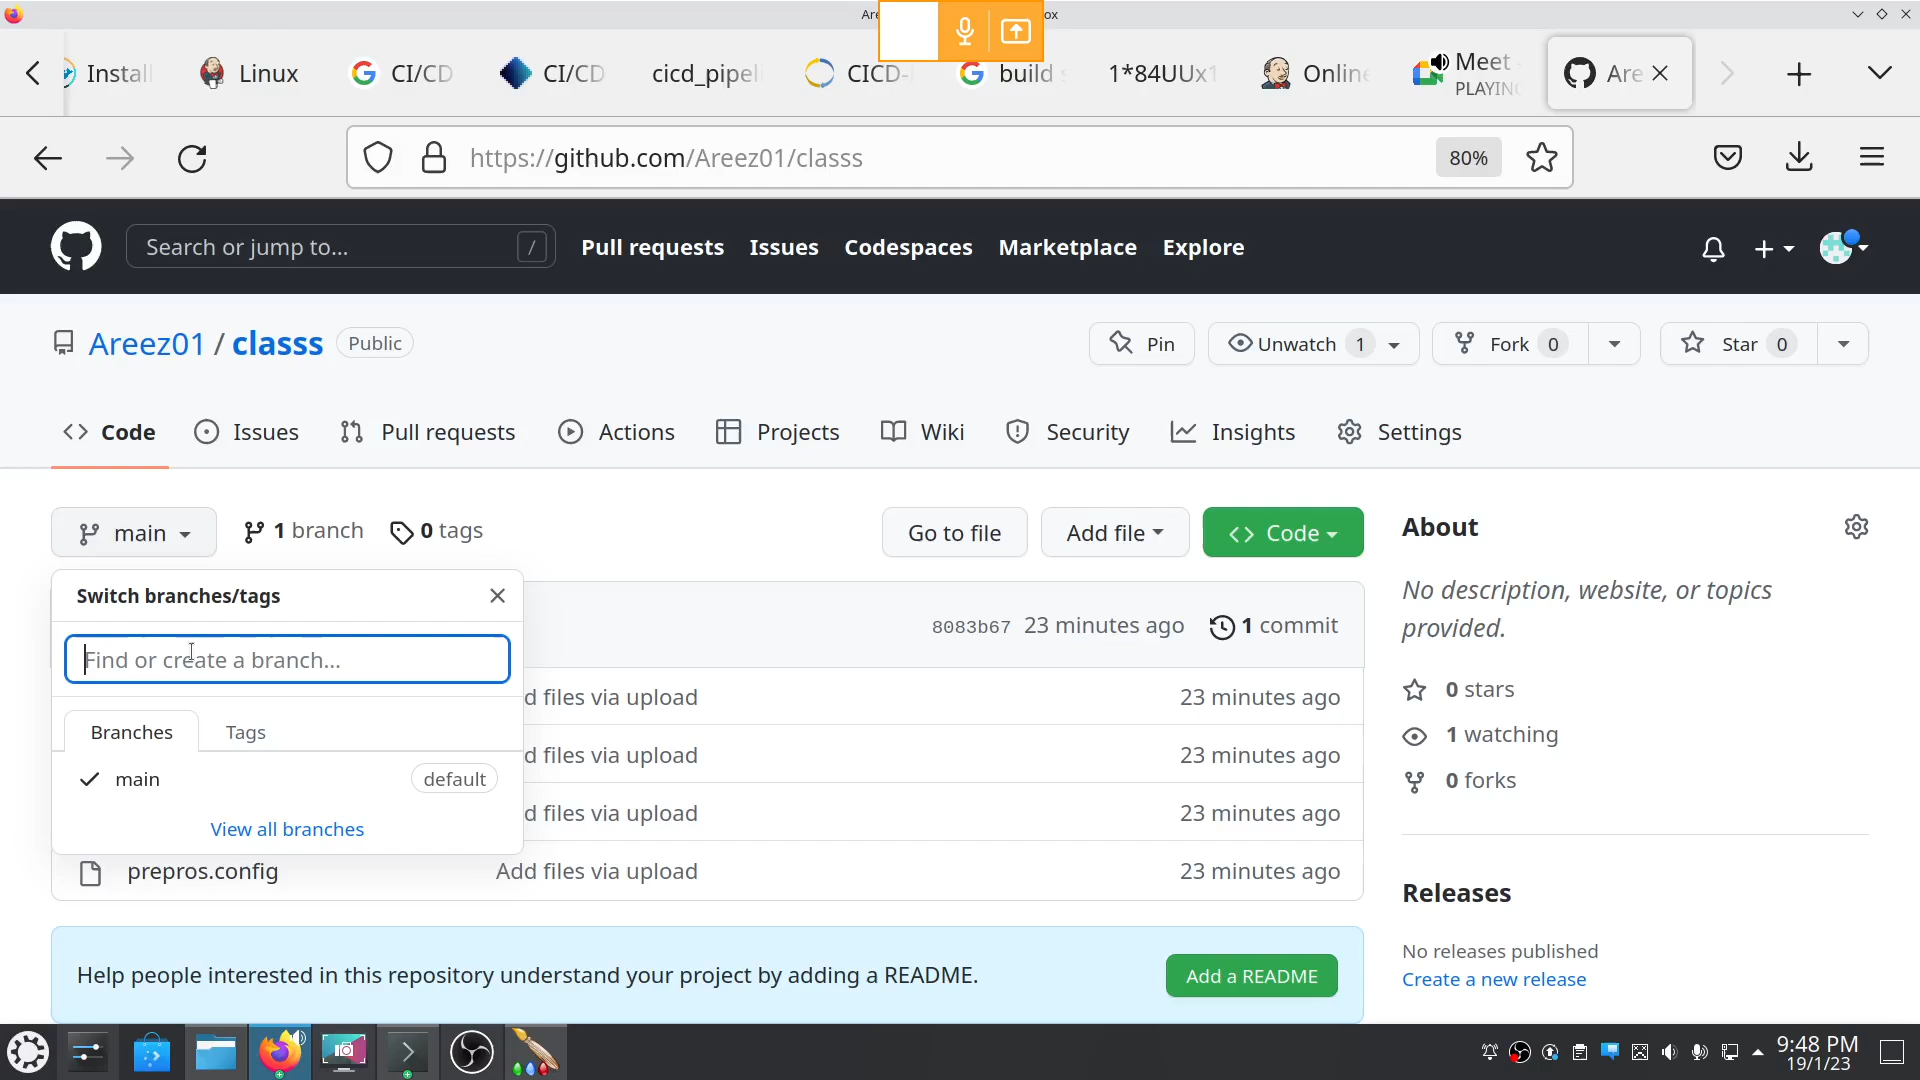 Are
ox
Install
Linux
CI/CD
CI/CD
cicd_pipel
CICD-
build s
1*84UUx1
Online
Meet -
PLAYING
Are
https://github.com/Areez01/classs
80%
Search or jump to...
/
Pull requests
Issues
Codespaces
Marketplace
Explore
Areez01 / classs
Public
Pin
Unwatch 1
Fork 0
Star 0
Code
Issues
Pull requests
Actions
Projects
Wiki
Security
Insights
Settings
main
1 branch
0 tags
Go to file
Add file
Code
About
No description, website, or topics
provided.
Switch branches/tags
Find or create a branch...
Branches
Tags
main
default
View all branches
8083b67 23 minutes ago
1 commit
d files via upload
23 minutes ago
d files via upload
23 minutes ago
d files via upload
23 minutes ago
prepros.config
Add files via upload
23 minutes ago
0 stars
1 watching
0 forks
Releases
No releases published
Create a new release
Help people interested in this repository understand your project by adding a README.
Add a README
9:48 PM
19/1/23